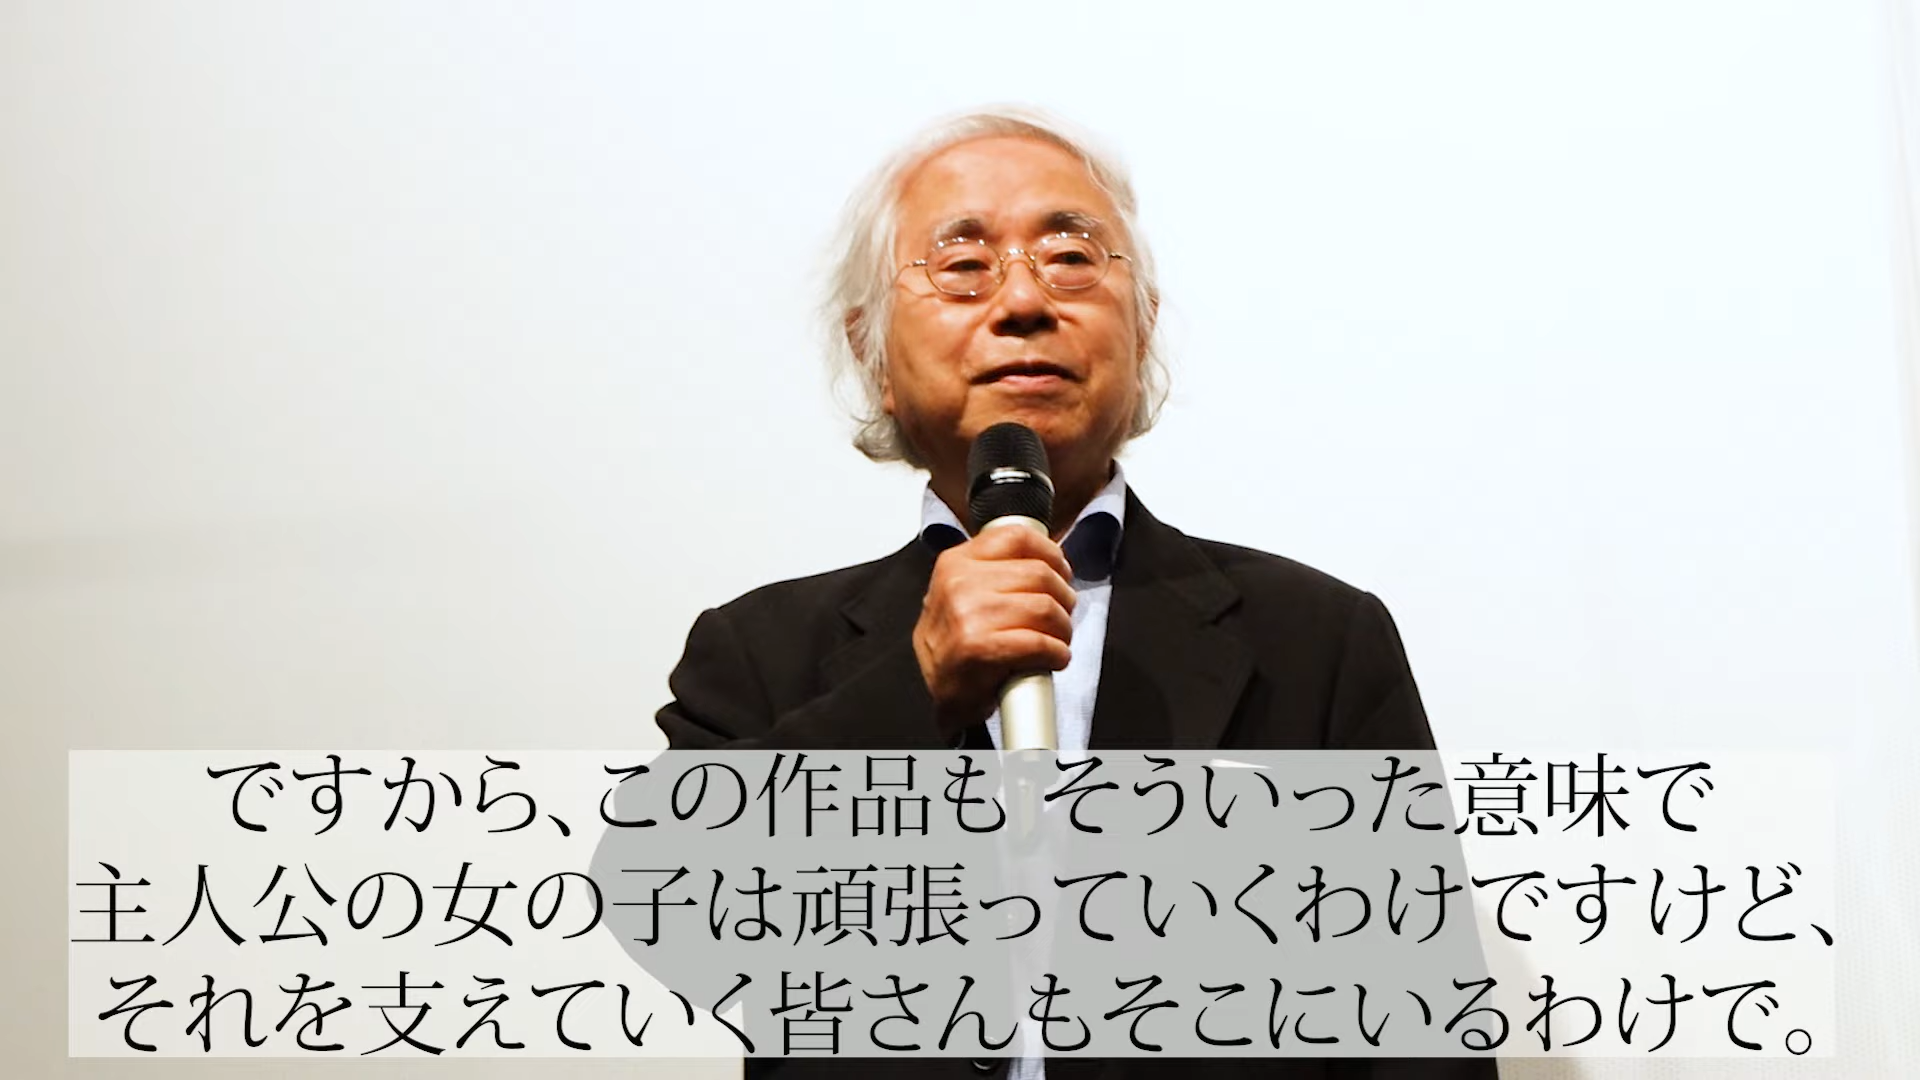 ですから、この作品も そういった意味で
主人公の女の子は頑張っていくわけですけど、
それを支えていく皆さんもそこにいるわけで。